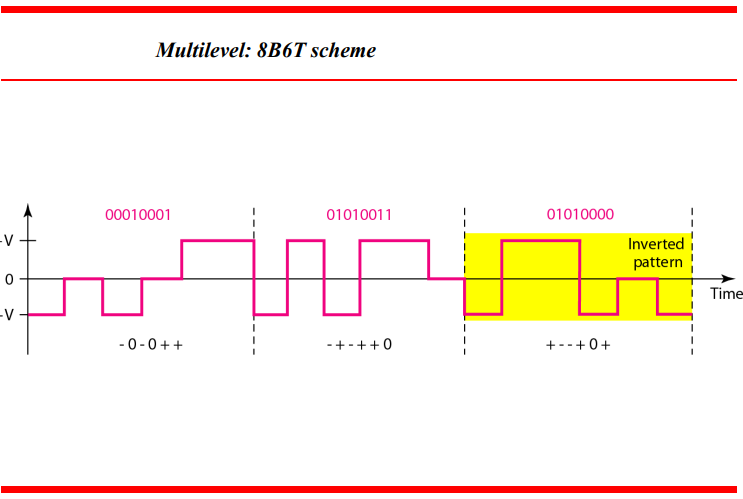 Multilevel: 8B6T scheme
00010001 01010011 01010000
-V
Inverted
pattern
0
Time
-V
- 0 - 0 + + - + - + + 0 + - - + 0 +